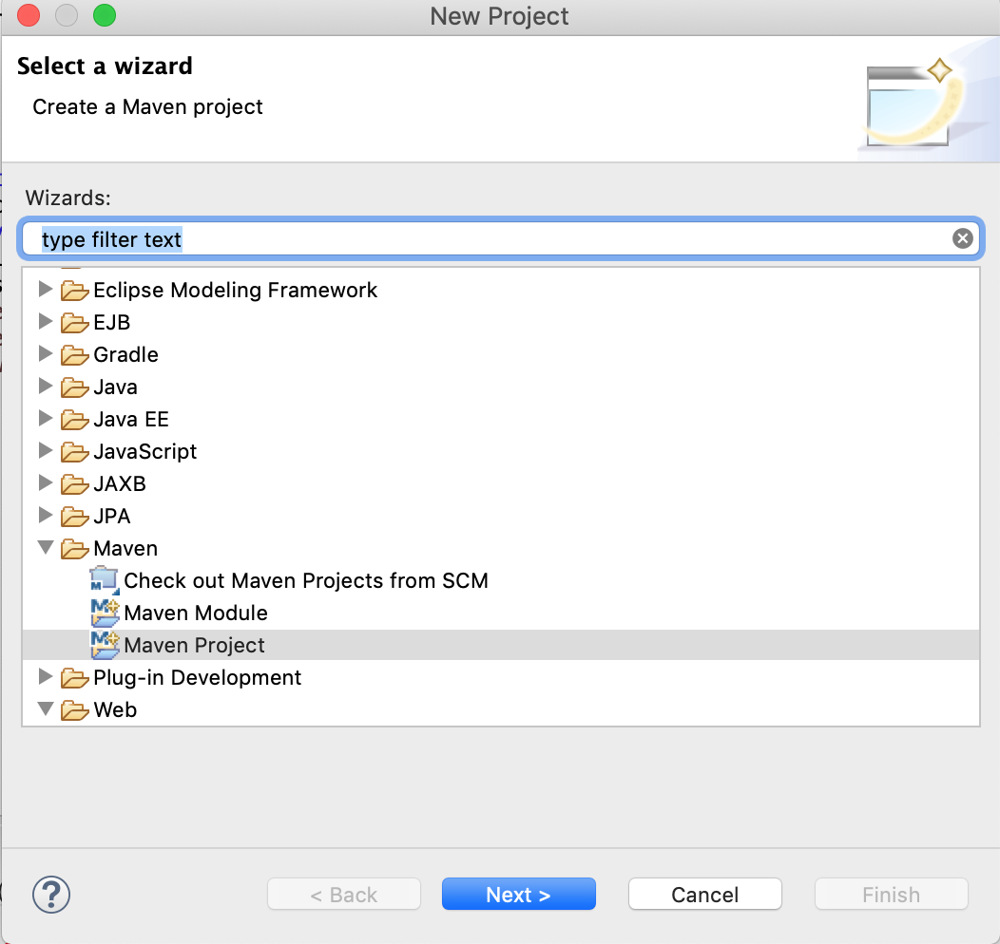 New Project
Select a wizard
Create a Maven project
Wizards:
type filter text
Eclipse Modeling Framework
EJB
Gradle
Java
Java EE
JavaScript
JAXB
JPA
Maven
Check out Maven Projects from SCM
Maven Module
Maven Project
Plug-in Development
Web
< Back
Next >
Cancel
Finish